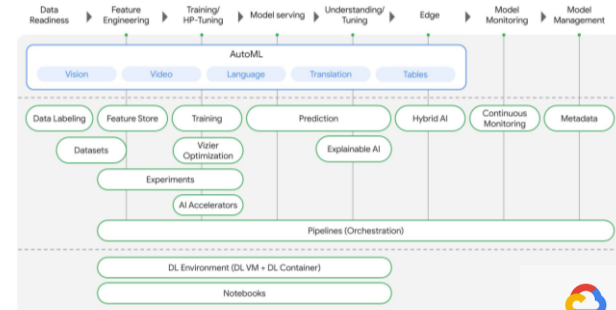 Data
Readiness
Feature
Engineering
Training/
HP-Tuning
Model serving
Understanding/
Tuning
Edge
Model
Monitoring
Model
Management
AutoML
Vision
Video
Language
Translation
Tables
Data Labeling
Feature Store
Training
Prediction
Hybrid AI
Continuous
Monitoring
Metadata
Datasets
Vizier
Optimization
Explainable AI
Experiments
AI Accelerators
Pipelines (Orchestration)
DL Environment (DL VM + DL Container)
Notebooks